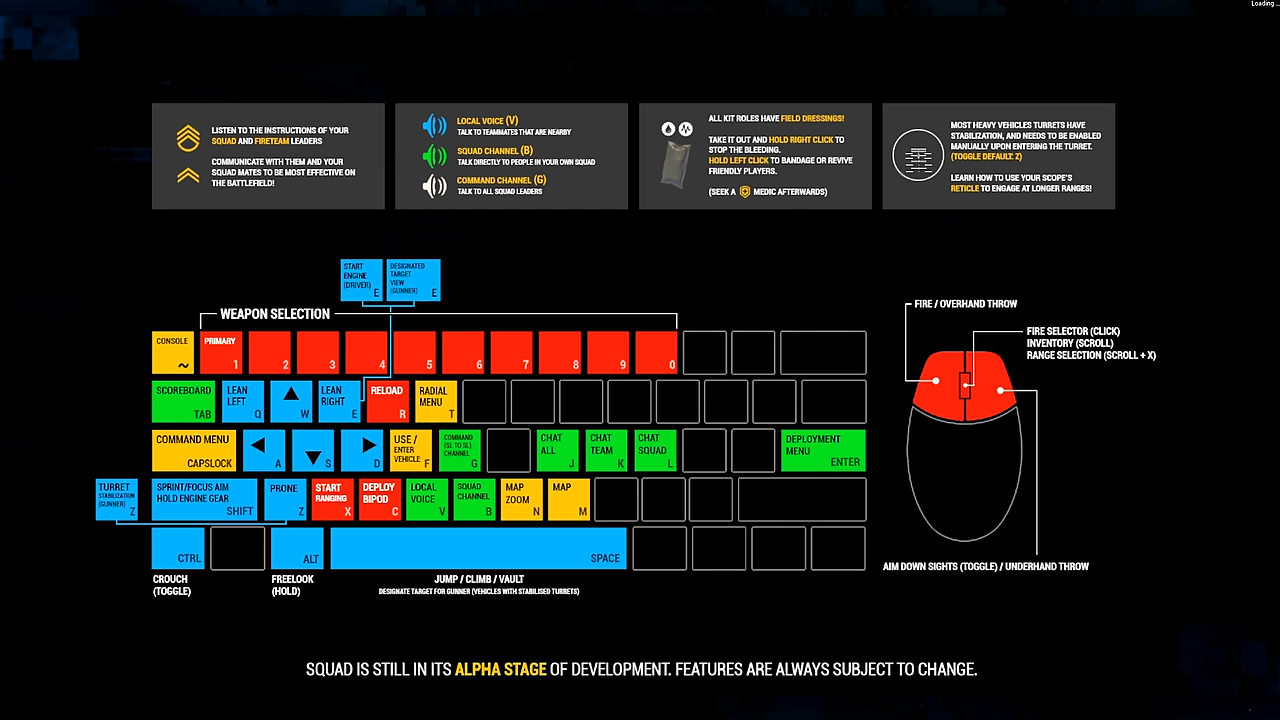 Loading ...
LISTEN TO THE INSTRUCTIONS OF YOUR
SQUAD AND FIRETEAM LEADERS
COMMUNICATE WITH THEM AND YOUR
SQUAD MATES TO BE MOST EFFECTIVE ON
THE BATTLEFIELD!
LOCAL VOICE (V)
TALK TO TEAMMATES THAT ARE NEARBY
SQUAD CHANNEL (B)
TALK DIRECTLY TO PEOPLE IN YOUR OWN SQUAD
COMMAND CHANNEL (G)
TALK TO ALL SQUAD LEADERS
ALL KIT ROLES HAVE FIELD DRESSINGS!
TAKE IT OUT AND HOLD RIGHT CLICK TO
STOP THE BLEEDING.
HOLD LEFT CLICK TO BANDAGE OR REVIVE
FRIENDLY PLAYERS.
(SEEK A MEDIC AFTERWARDS)
MOST HEAVY VEHICLES TURRETS HAVE
STABILIZATION, AND NEEDS TO BE ENABLED
MANUALLY UPON ENTERING THE TURRET.
(TOGGLE DEFAULT: Z)
LEARN HOW TO USE YOUR SCOPE'S
RETICLE TO ENGAGE AT LONGER RANGES!
START
ENGINE
(DRIVER)
E
DESIGNATED
TARGET
VIEW
(GUNNER)
E
WEAPON SELECTION
CONSOLE
~
PRIMARY
1
2
3
4
5
6
7
8
9
0
SCOREBOARD
TAB
LEAN
LEFT
Q
W
LEAN
RIGHT
E
RELOAD
R
RADIAL
MENU
T
COMMAND MENU
CAPSLOCK
A
S
D
USE /
ENTER
VEHICLE
F
COMMAND
(SL TO SL)
CHANNEL
G
CHAT
ALL
J
CHAT
TEAM
K
CHAT
SQUAD
L
DEPLOYMENT
MENU
ENTER
TURRET
STABILIZATION
(GUNNER)
Z
SPRINT/FOCUS AIM
HOLD ENGINE GEAR
SHIFT
PRONE
Z
START
RANGING
X
DEPLOY
BIPOD
C
LOCAL
VOICE
V
SQUAD
CHANNEL
B
MAP
ZOOM
N
MAP
M
CTRL
ALT
SPACE
CROUCH
(TOGGLE)
FREELOOK
(HOLD)
JUMP / CLIMB / VAULT
DESIGNATE TARGET FOR GUNNER (VEHICLES WITH STABILISED TURRETS)
FIRE / OVERHAND THROW
FIRE SELECTOR (CLICK)
INVENTORY (SCROLL)
RANGE SELECTION (SCROLL + X)
AIM DOWN SIGHTS (TOGGLE) / UNDERHAND THROW
SQUAD IS STILL IN ITS ALPHA STAGE OF DEVELOPMENT. FEATURES ARE ALWAYS SUBJECT TO CHANGE.